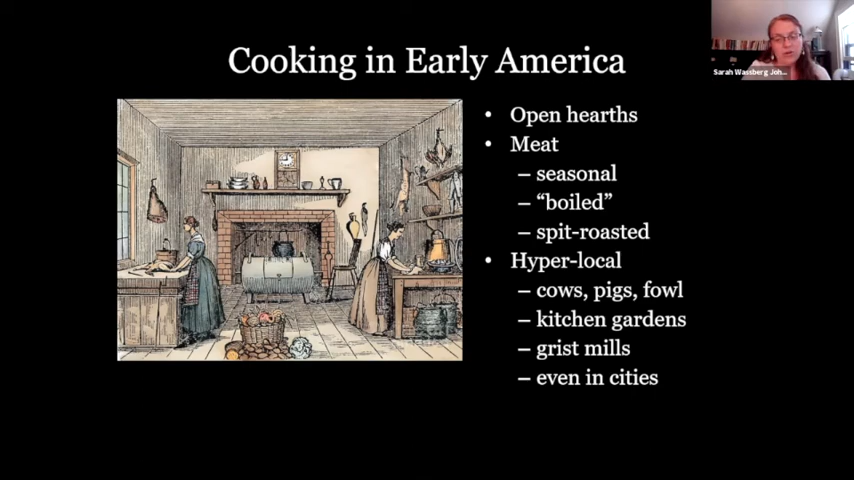 Cooking in Early America
• Open hearths
• Meat
– seasonal
– “boiled”
– spit-roasted
• Hyper-local
– cows, pigs, fowl
– kitchen gardens
– grist mills
– even in cities
Sarah Wassberg Joh...